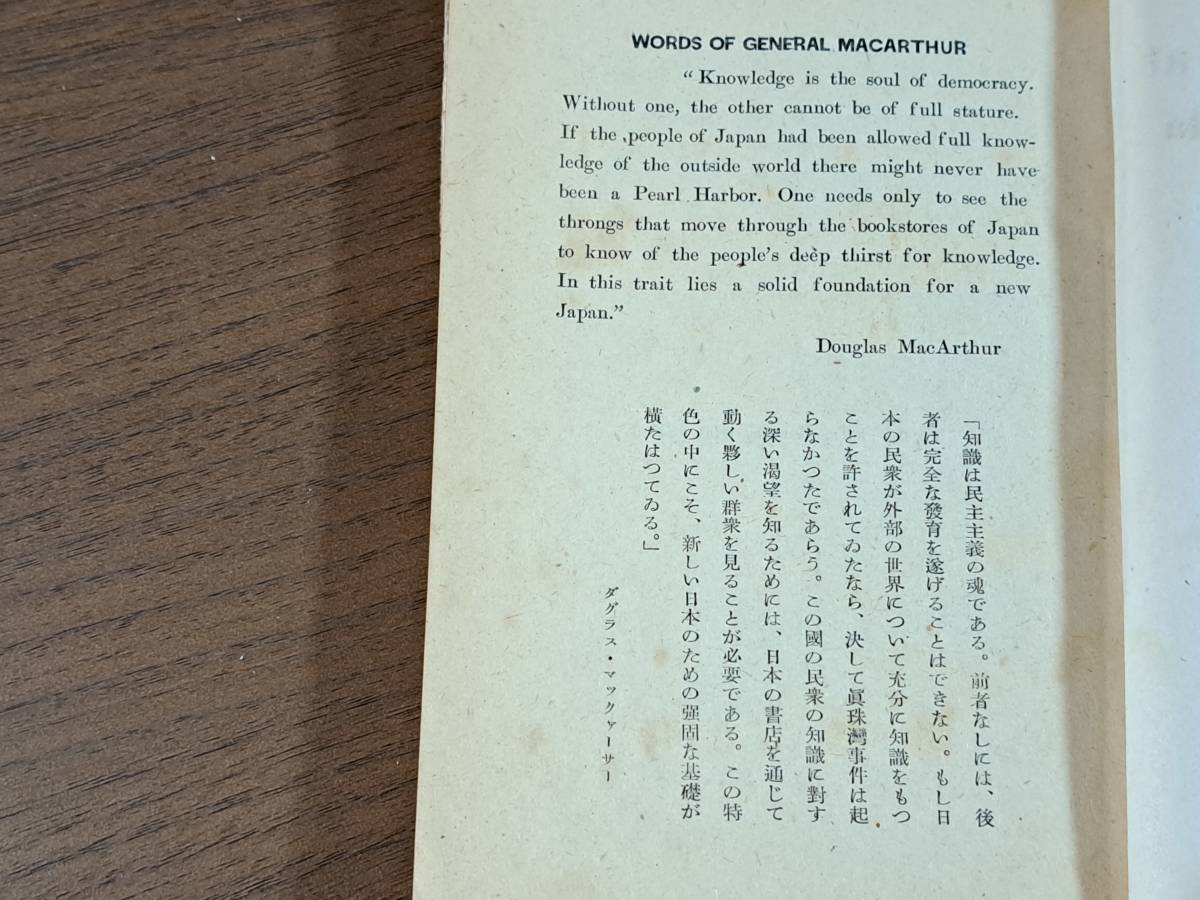 WORDS OF GENERAL MACARTHUR
“Knowledge is the soul of democracy.
Without one, the other cannot be of full stature.
If the people of Japan had been allowed full know-
ledge of the outside world there might never have
been a Pearl Harbor. One needs only to see the
throngs that move through the bookstores of Japan
to know of the people's deep thirst for knowledge.
In this trait lies a solid foundation for a new
Japan.”
Douglas MacArthur
「知識は民主主義の魂である。前者なしには、後
者は完全な發育を遂げることはできない。もし日
本の民衆が外部の世界について充分に知識をもつ
ことを許されてゐたなら、決して眞珠灣事件は起
らなかつたであらう。この國の民衆の知識に對す
る深い渇望を知るためには、日本の書店を通じて
動く夥しい群衆を見ることが必要である。この特
色の中にこそ、新しい日本のための强固な基礎が
橫たはつてゐる。」
ダグラス・マックァーサー